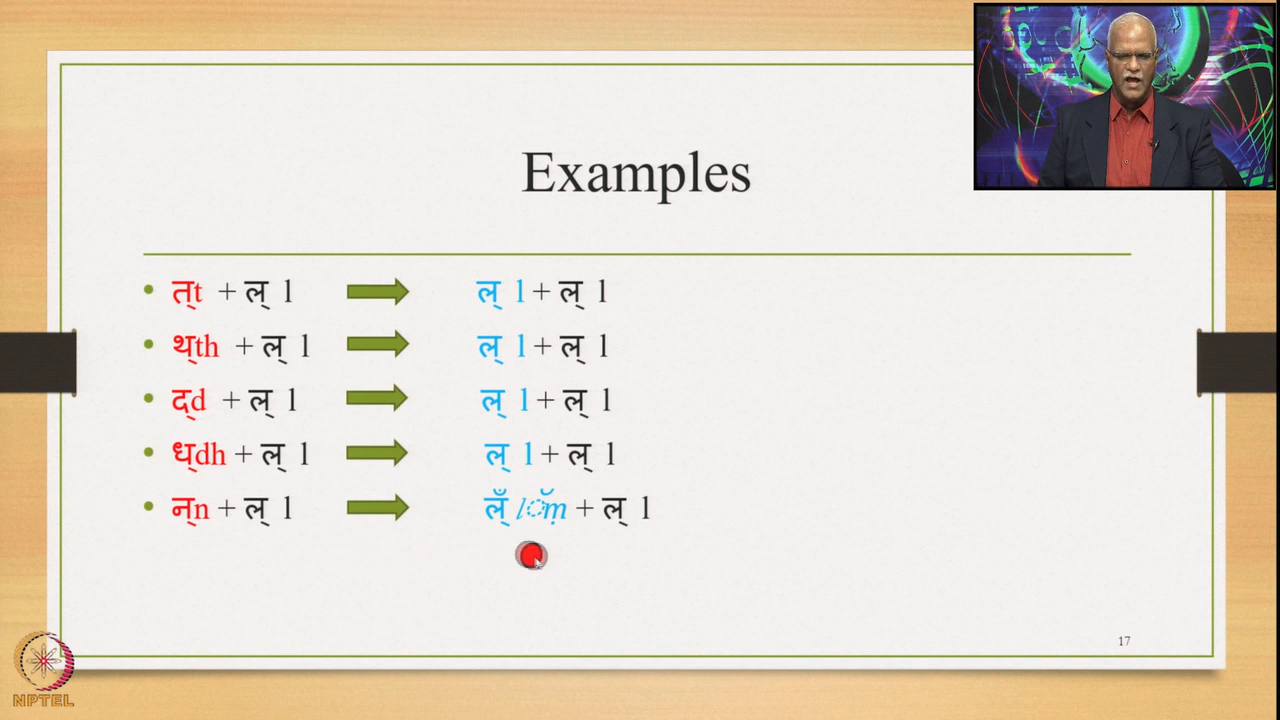 Examples
• त्t + ल् l ➡ ल् l + ल् l
• थ्th + ल् l ➡ ल् l + ल् l
• द्d + ल् l ➡ ल् l + ल् l
• ध्dh + ल् l ➡ ल् l + ल् l
• न्n + ल् l ➡ ल्ँ l̐ṃ + ल् l
17
NPTEL